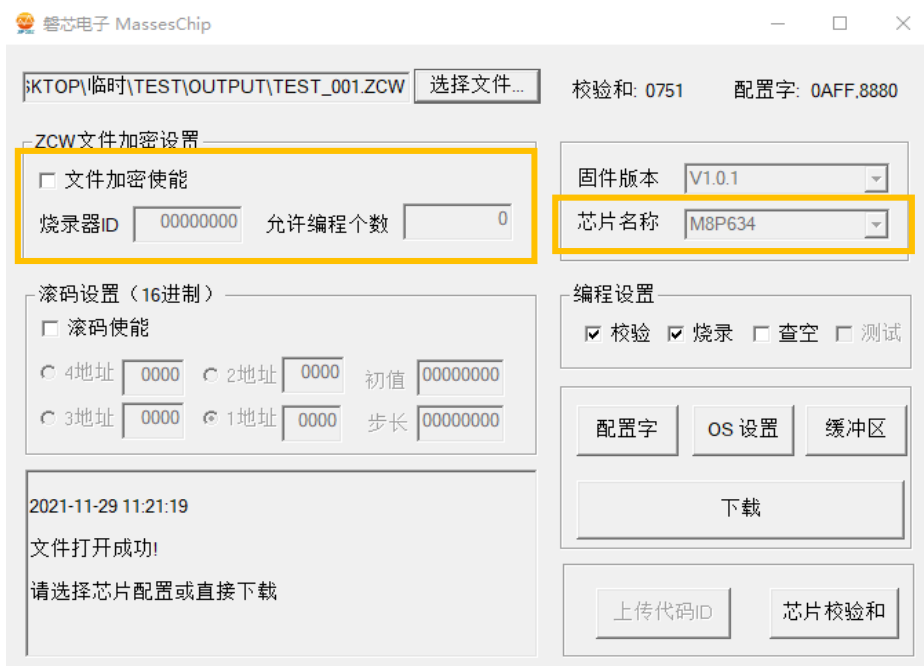 磐芯电子 MassesChip
SKTOP\临时\TEST\OUTPUT\TEST_001.ZCW 选择文件... 校验和: 0751 配置字: 0AFF,8880
ZCW文件加密设置
文件加密使能
烧录器ID 00000000 允许编程个数 0
固件版本 V1.0.1
芯片名称 M8P634
滚码设置（16进制）
滚码使能
4地址 0000 2地址 0000 初值 00000000
3地址 0000 1地址 0000 步长 00000000
编程设置
校验 烧录 查空 测试
配置字 OS 设置 缓冲区
下载
2021-11-29 11:21:19
文件打开成功!
请选择芯片配置或直接下载
上传代码ID 芯片校验和